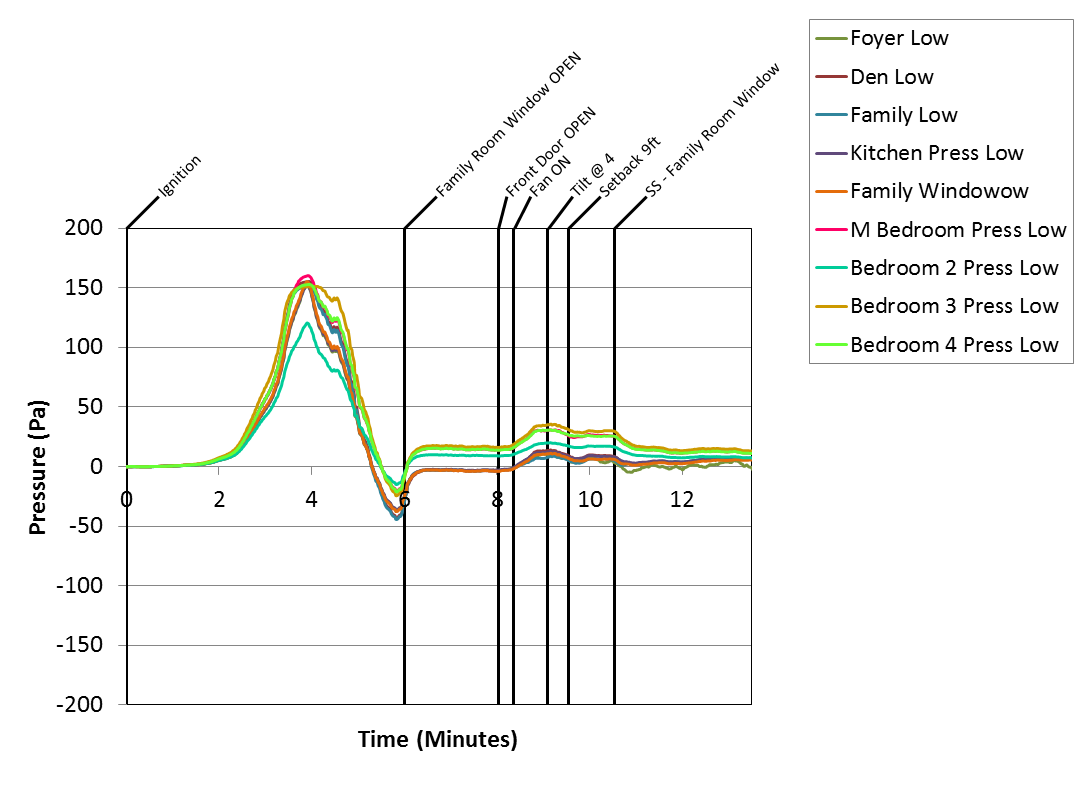 Ignition
Family Room Window OPEN
Front Door OPEN
Fan ON
Tilt @ 4
Setback 9ft
SS - Family Room Window
Foyer Low
Den Low
Family Low
Kitchen Press Low
Family Windowow
M Bedroom Press Low
Bedroom 2 Press Low
Bedroom 3 Press Low
Bedroom 4 Press Low
Pressure (Pa)
200
150
100
50
0
-50
-100
-150
-200
0 2 4 6 8 10 12
Time (Minutes)